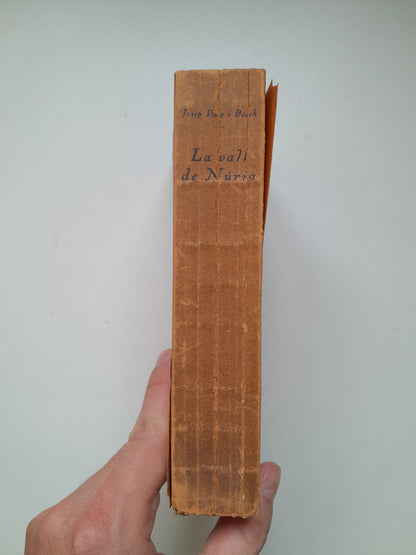 Josep Puig i Bosch
La vall
de Núria